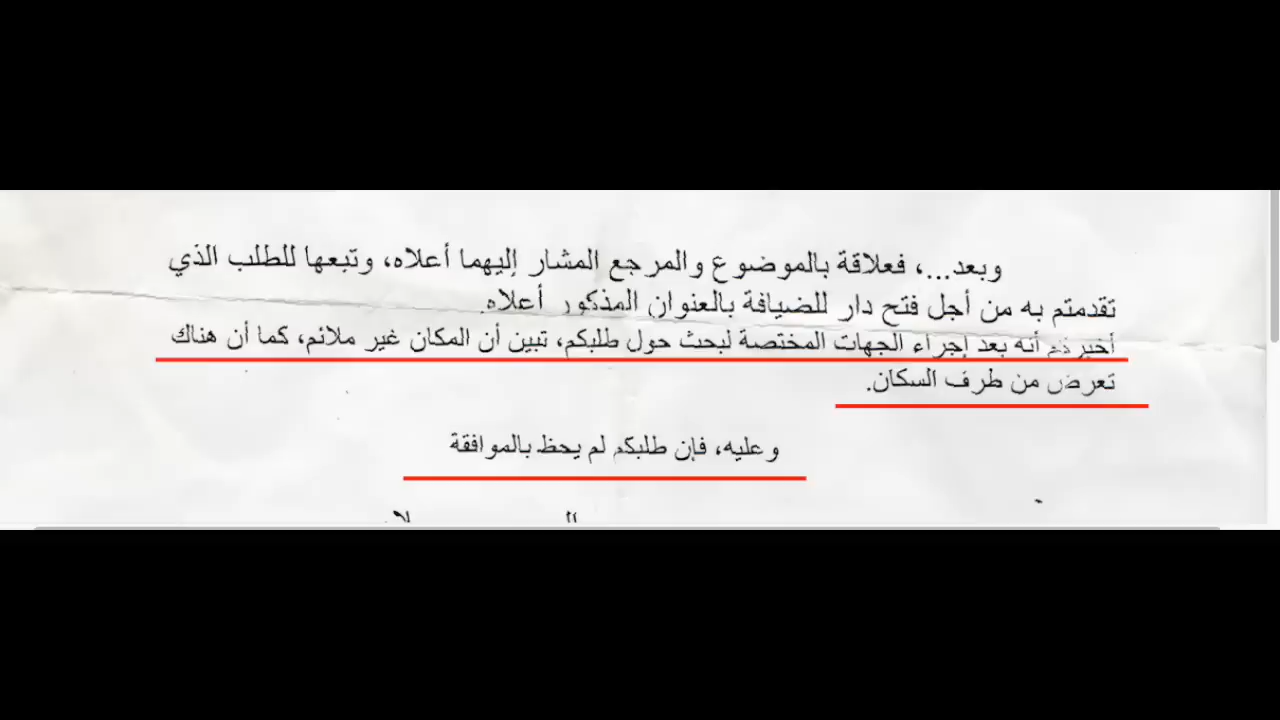 وبعد...، فعلاقة بالموضوع والمرجع المشار إليهما أعلاه، وتبعها للطلب الذي
تقدمتم به من أجل فتح دار للضيافة بالعنوان المذكور أعلاه.
أخبركم أنه بعد إجراء الجهات المختصة لبحث حول طلبكم، تبين أن المكان غير ملائم، كما أن هناك
تعرض من طرف السكان.
وعليه، فإن طلبكم لم يحظ بالموافقة